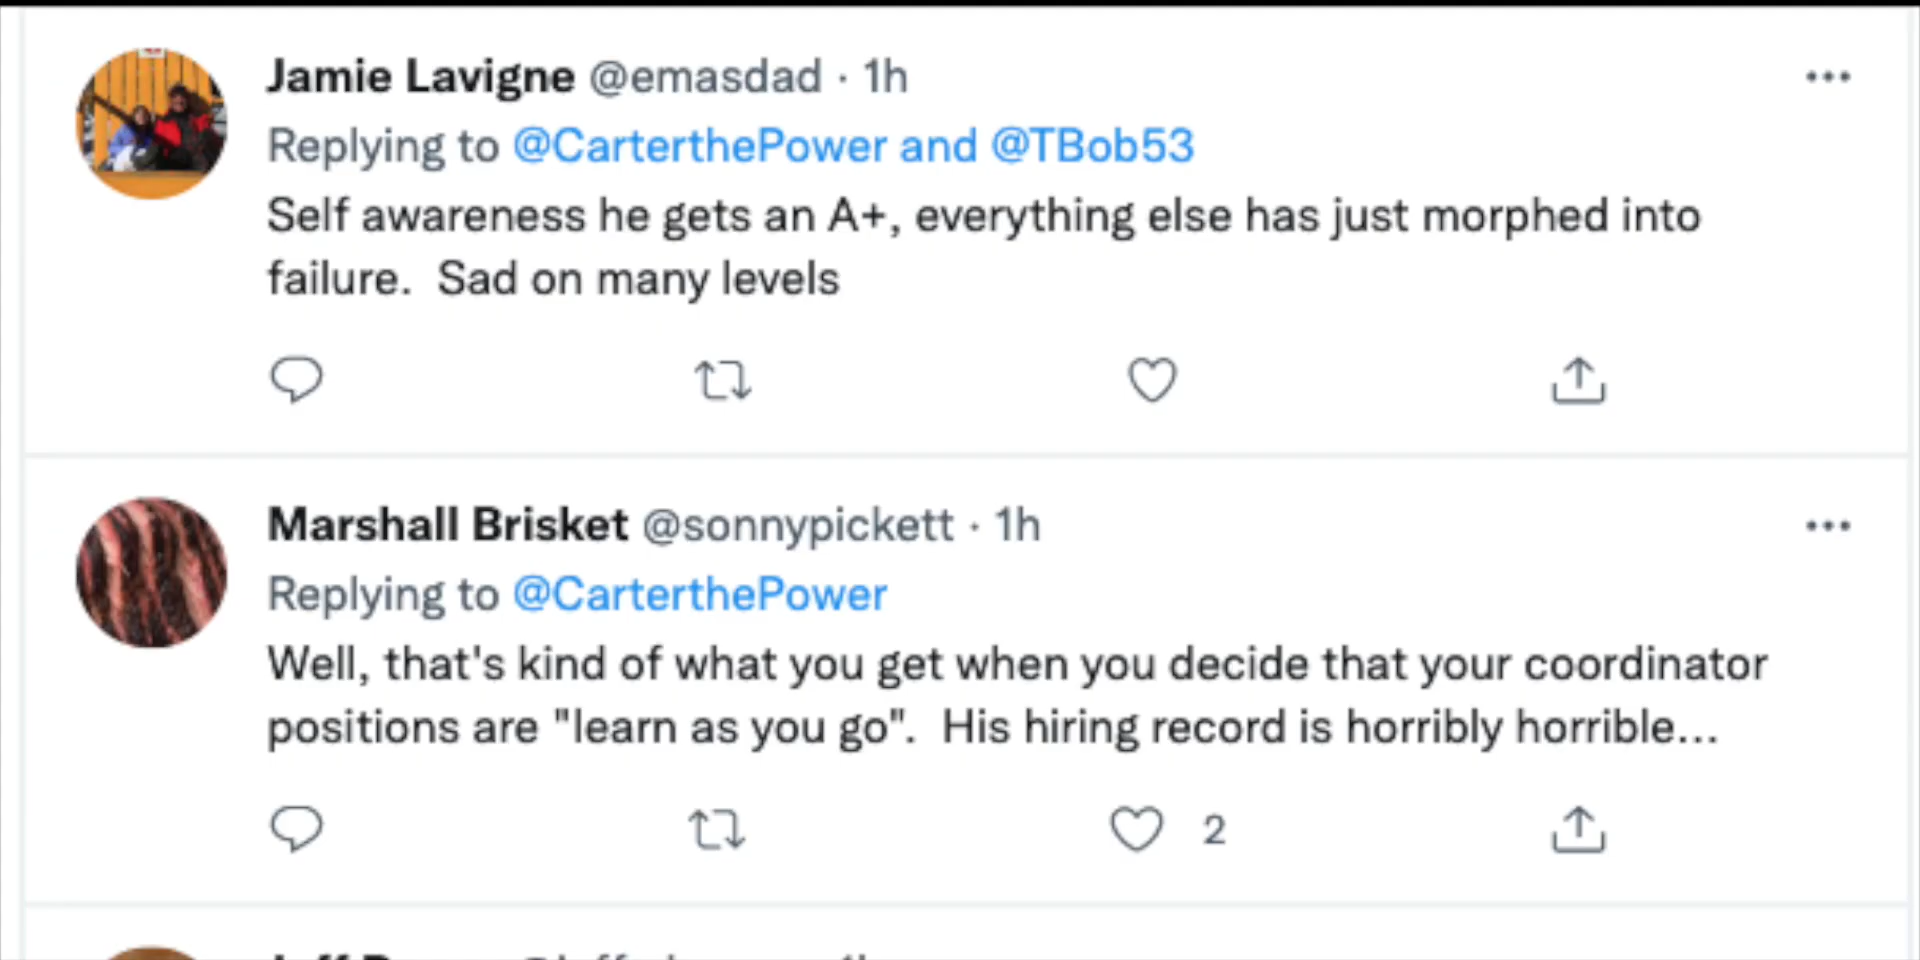 Jamie Lavigne @emasdad · 1h
Replying to @CarterthePower and @TBob53
Self awareness he gets an A+, everything else has just morphed into
failure.  Sad on many levels
Marshall Brisket @sonnypickett · 1h
Replying to @CarterthePower
Well, that's kind of what you get when you decide that your coordinator
positions are "learn as you go".  His hiring record is horribly horrible...
2